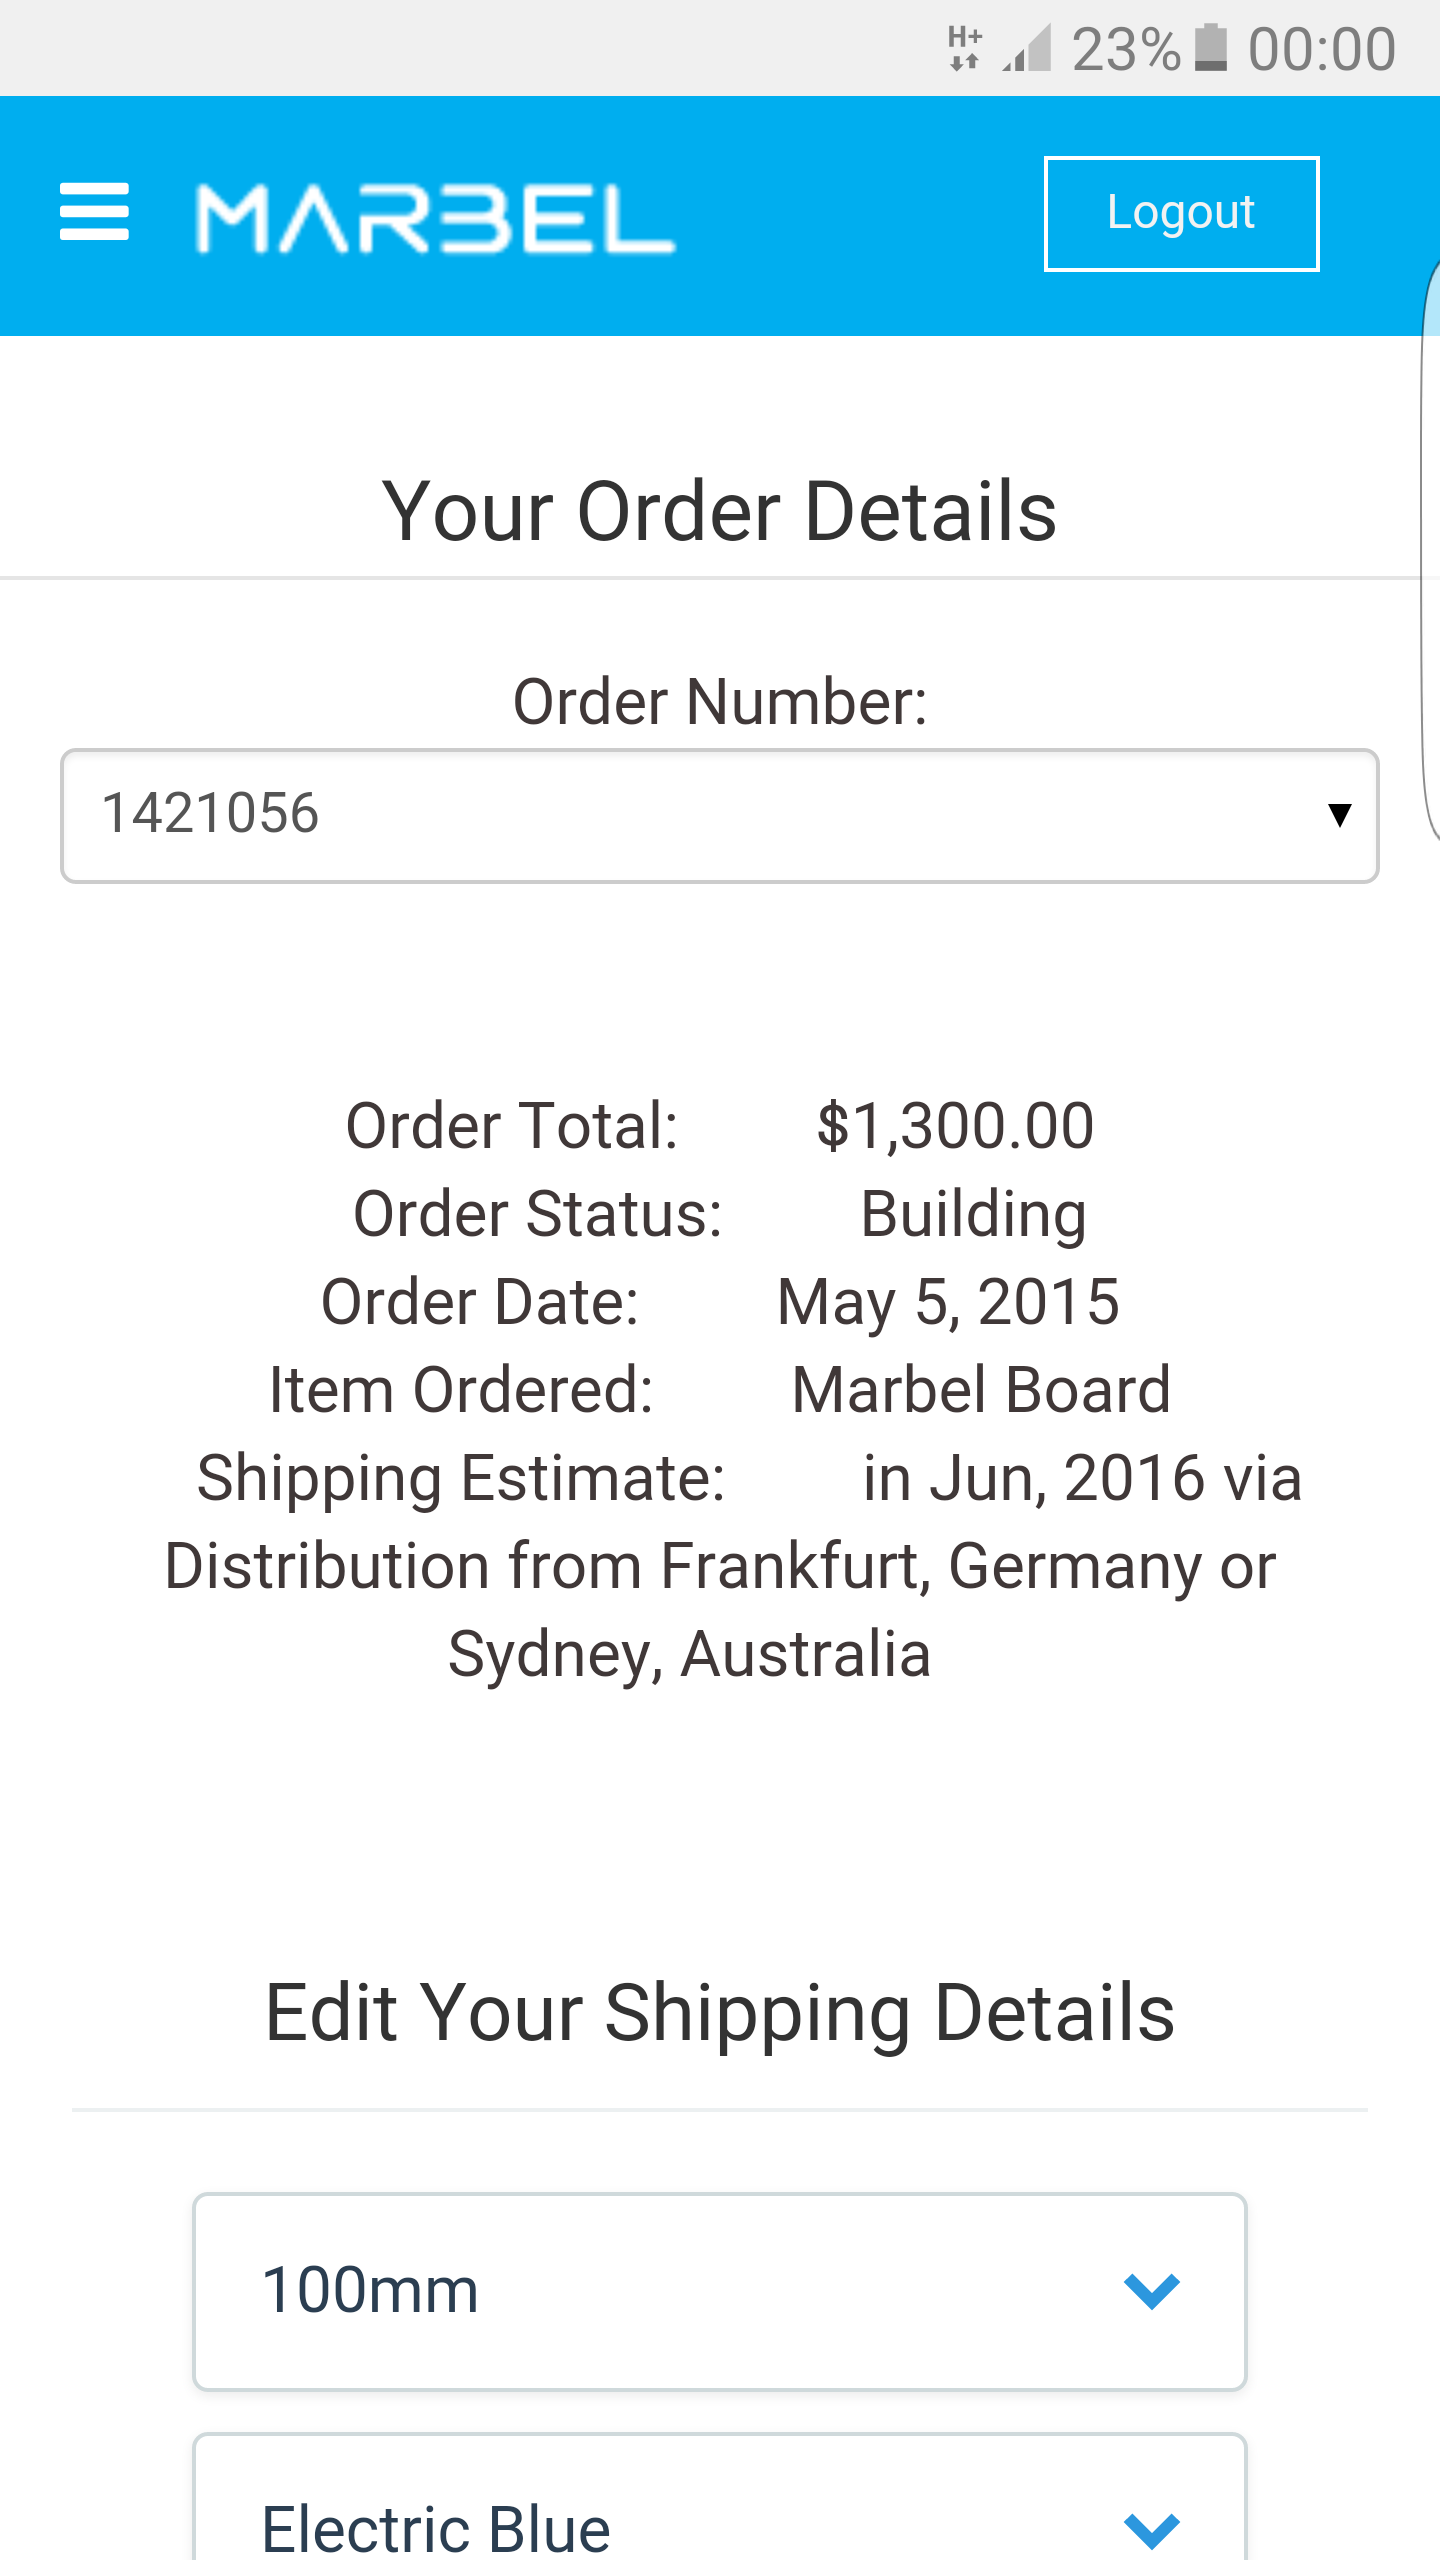 H+ 23% 00:00
MARBEL Logout
Your Order Details
Order Number:
1421056
Order Total: $1,300.00
Order Status: Building
Order Date: May 5, 2015
Item Ordered: Marbel Board
Shipping Estimate: in Jun, 2016 via
Distribution from Frankfurt, Germany or
Sydney, Australia
Edit Your Shipping Details
100mm
Electric Blue